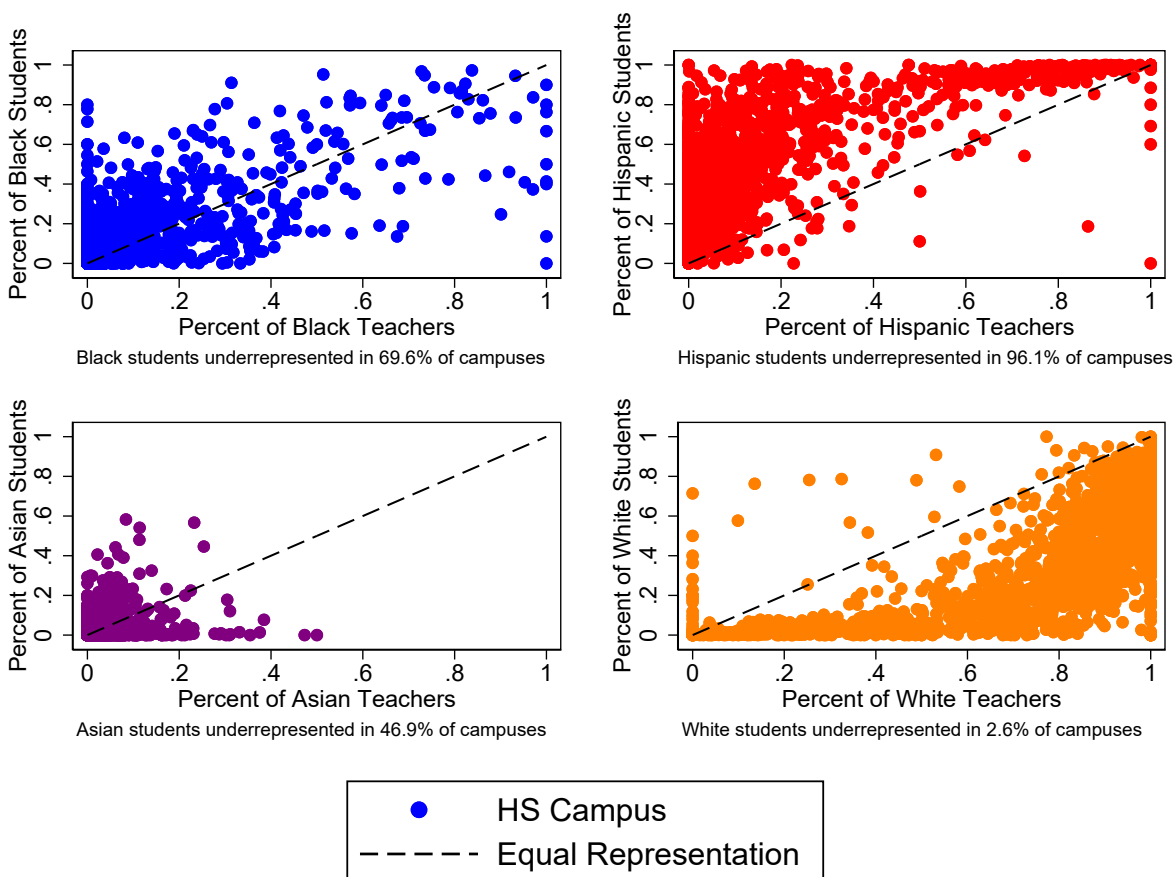 Percent of Black Students
0 .2 .4 .6 .8 1
0 .2 .4 .6 .8 1
Percent of Black Teachers
Black students underrepresented in 69.6% of campuses
Percent of Hispanic Students
0 .2 .4 .6 .8 1
0 .2 .4 .6 .8 1
Percent of Hispanic Teachers
Hispanic students underrepresented in 96.1% of campuses
Percent of Asian Students
0 .2 .4 .6 .8 1
0 .2 .4 .6 .8 1
Percent of Asian Teachers
Asian students underrepresented in 46.9% of campuses
Percent of White Students
0 .2 .4 .6 .8 1
0 .2 .4 .6 .8 1
Percent of White Teachers
White students underrepresented in 2.6% of campuses
HS Campus
Equal Representation